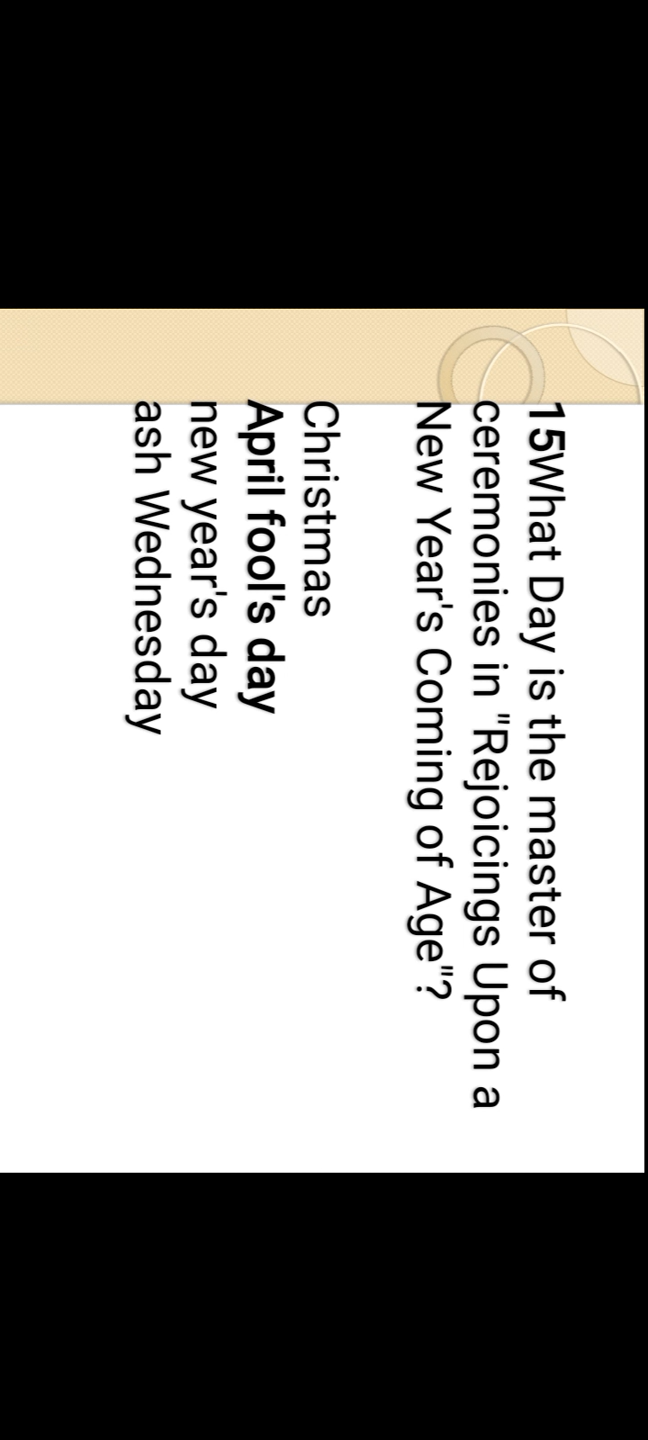 15What Day is the master of
ceremonies in "Rejoicings Upon a
New Year's Coming of Age"?
Christmas
April fool's day
new year's day
ash Wednesday